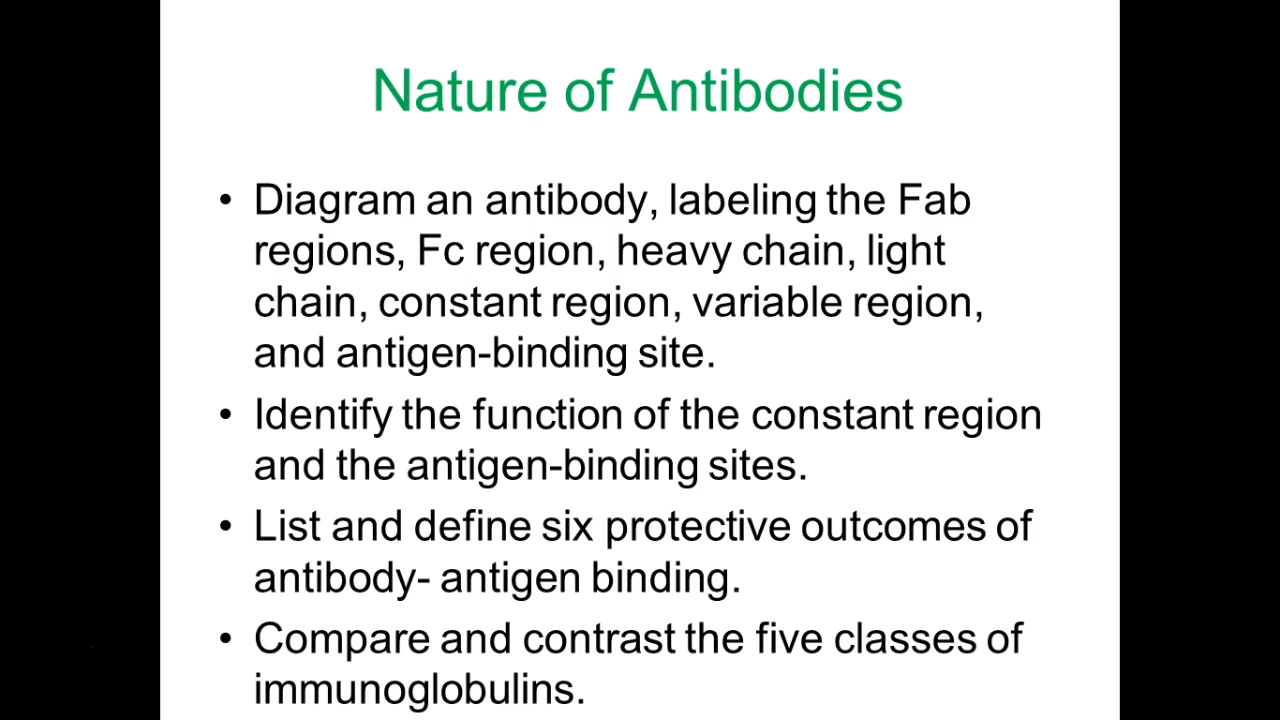 Nature of Antibodies
• Diagram an antibody, labeling the Fab
regions, Fc region, heavy chain, light
chain, constant region, variable region,
and antigen-binding site.
• Identify the function of the constant region
and the antigen-binding sites.
• List and define six protective outcomes of
antibody- antigen binding.
• Compare and contrast the five classes of
immunoglobulins.